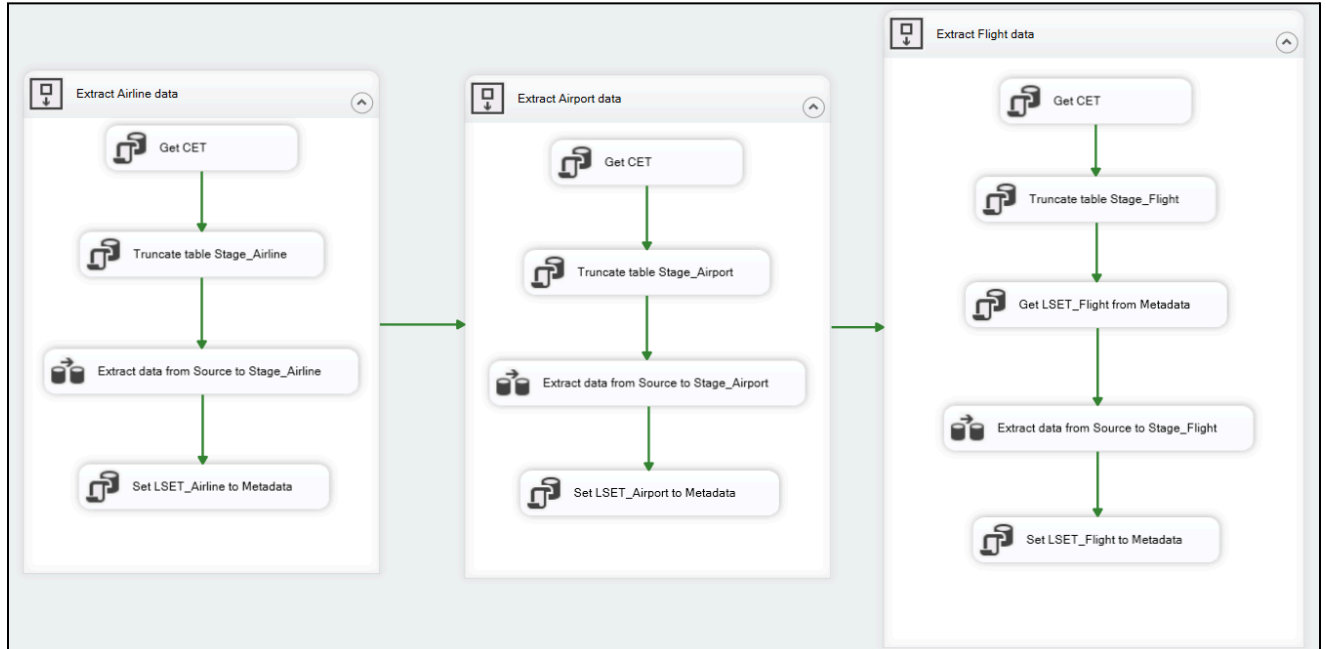 Extract Airline data
Get CET
Truncate table Stage_Airline
Extract data from Source to Stage_Airline
Set LSET_Airline to Metadata
Extract Airport data
Get CET
Truncate table Stage_Airport
Extract data from Source to Stage_Airport
Set LSET_Airport to Metadata
Extract Flight data
Get CET
Truncate table Stage_Flight
Get LSET_Flight from Metadata
Extract data from Source to Stage_Flight
Set LSET_Flight to Metadata